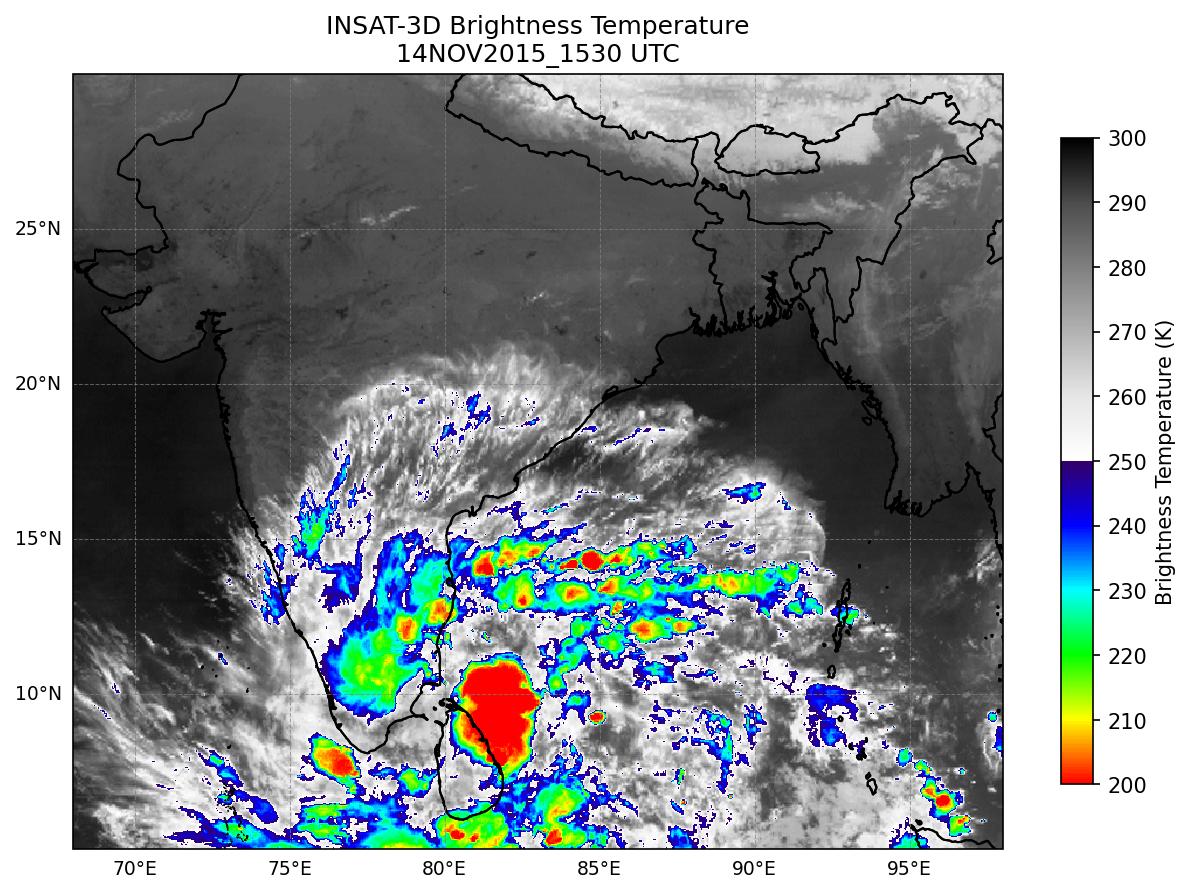 INSAT-3D Brightness Temperature
14NOV2015_1530 UTC
25°N
20°N
15°N
10°N
70°E
75°E
80°E
85°E
90°E
95°E
300
290
280
270
260
250
240
230
220
210
200
Brightness Temperature (K)